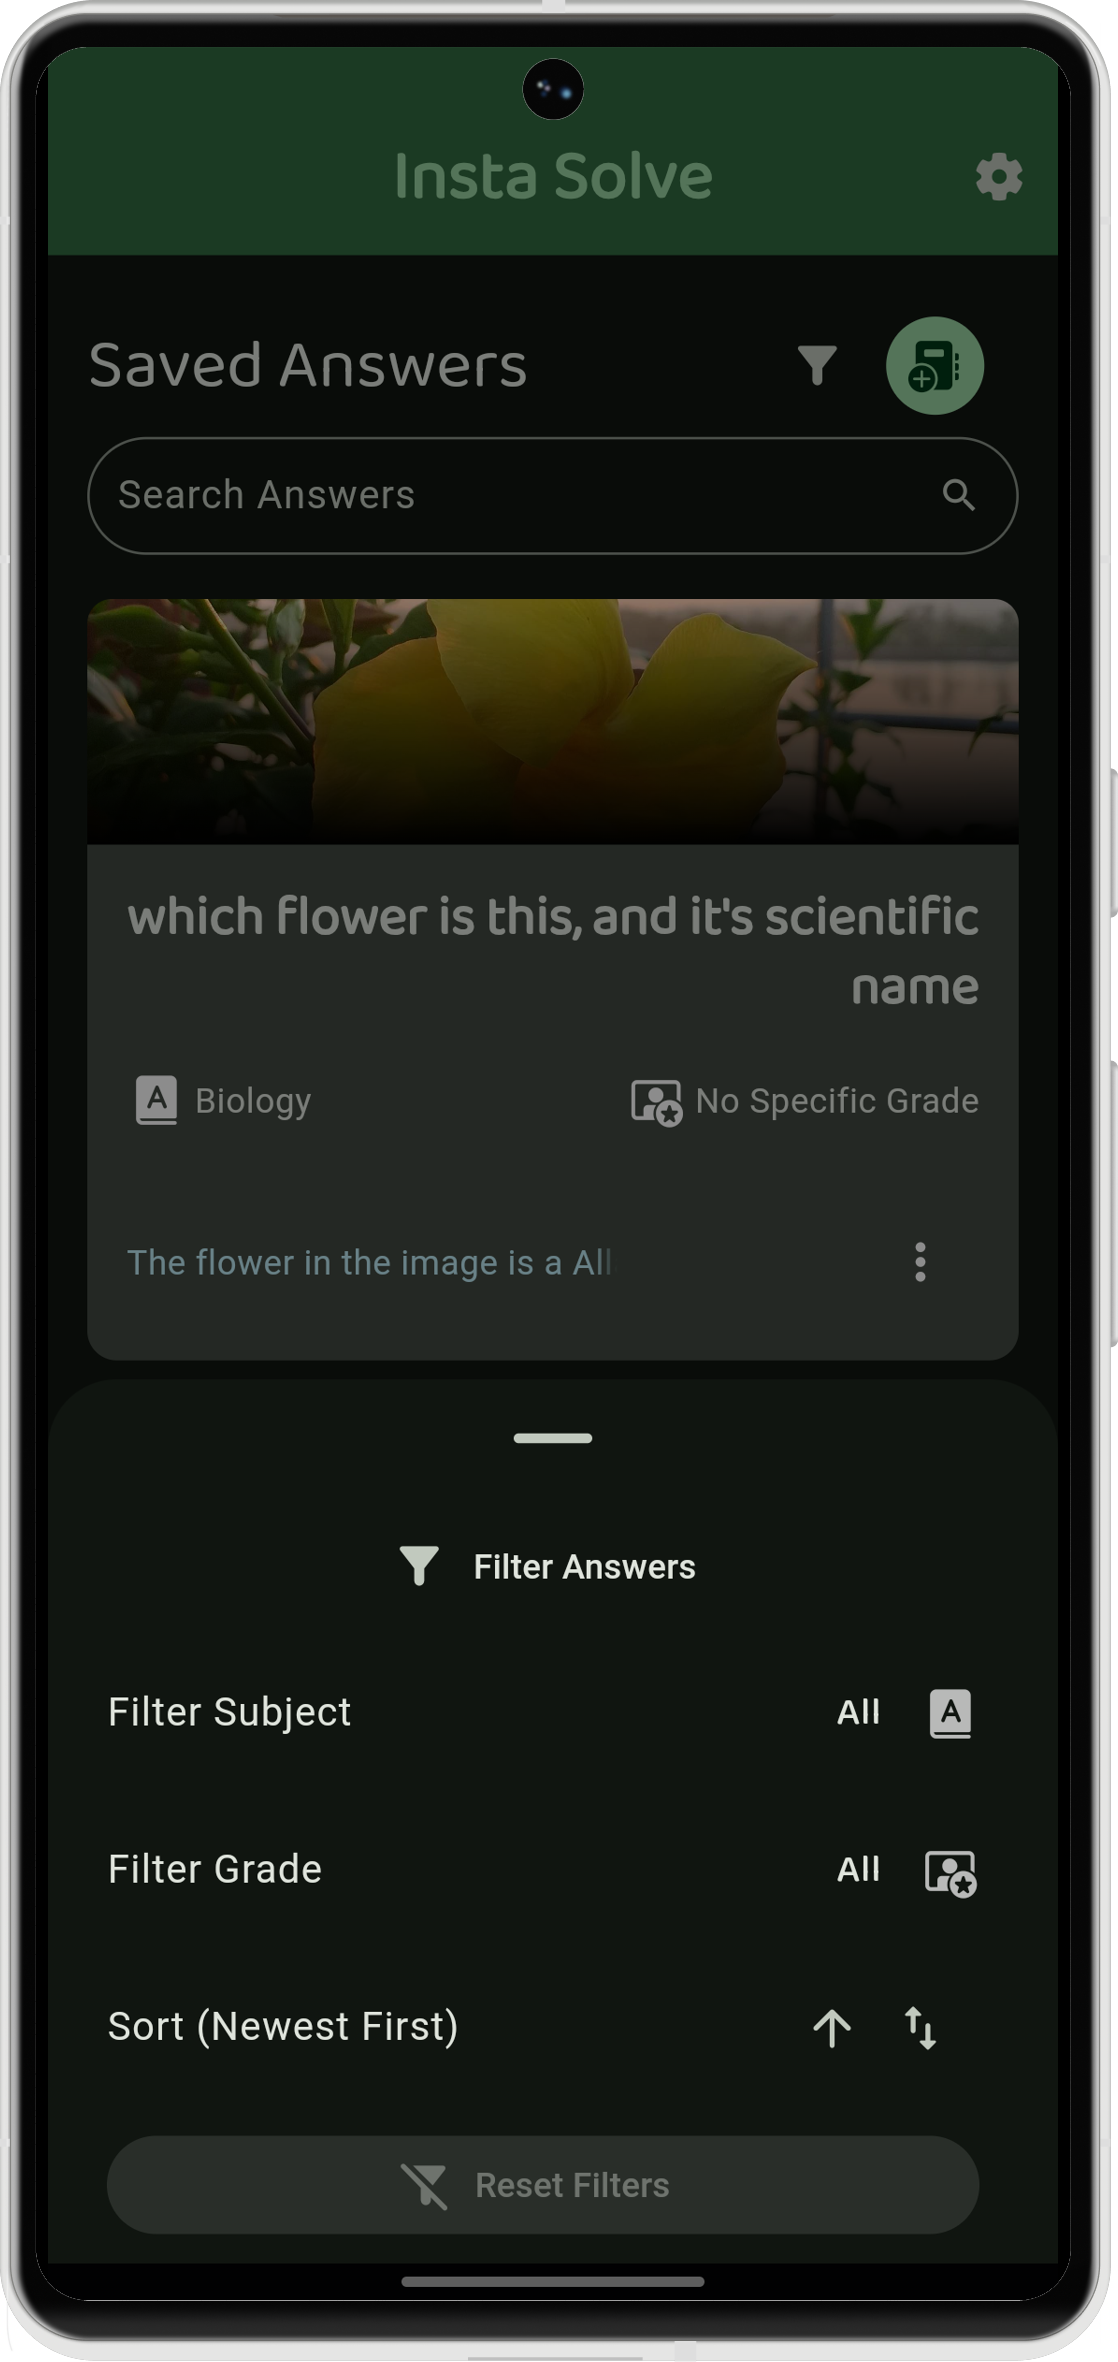 Insta Solve
Saved Answers
Search Answers
which flower is this, and it's scientific
name
Biology
No Specific Grade
The flower in the image is a All
Filter Answers
Filter Subject
All
Filter Grade
All
Sort (Newest First)
Reset Filters